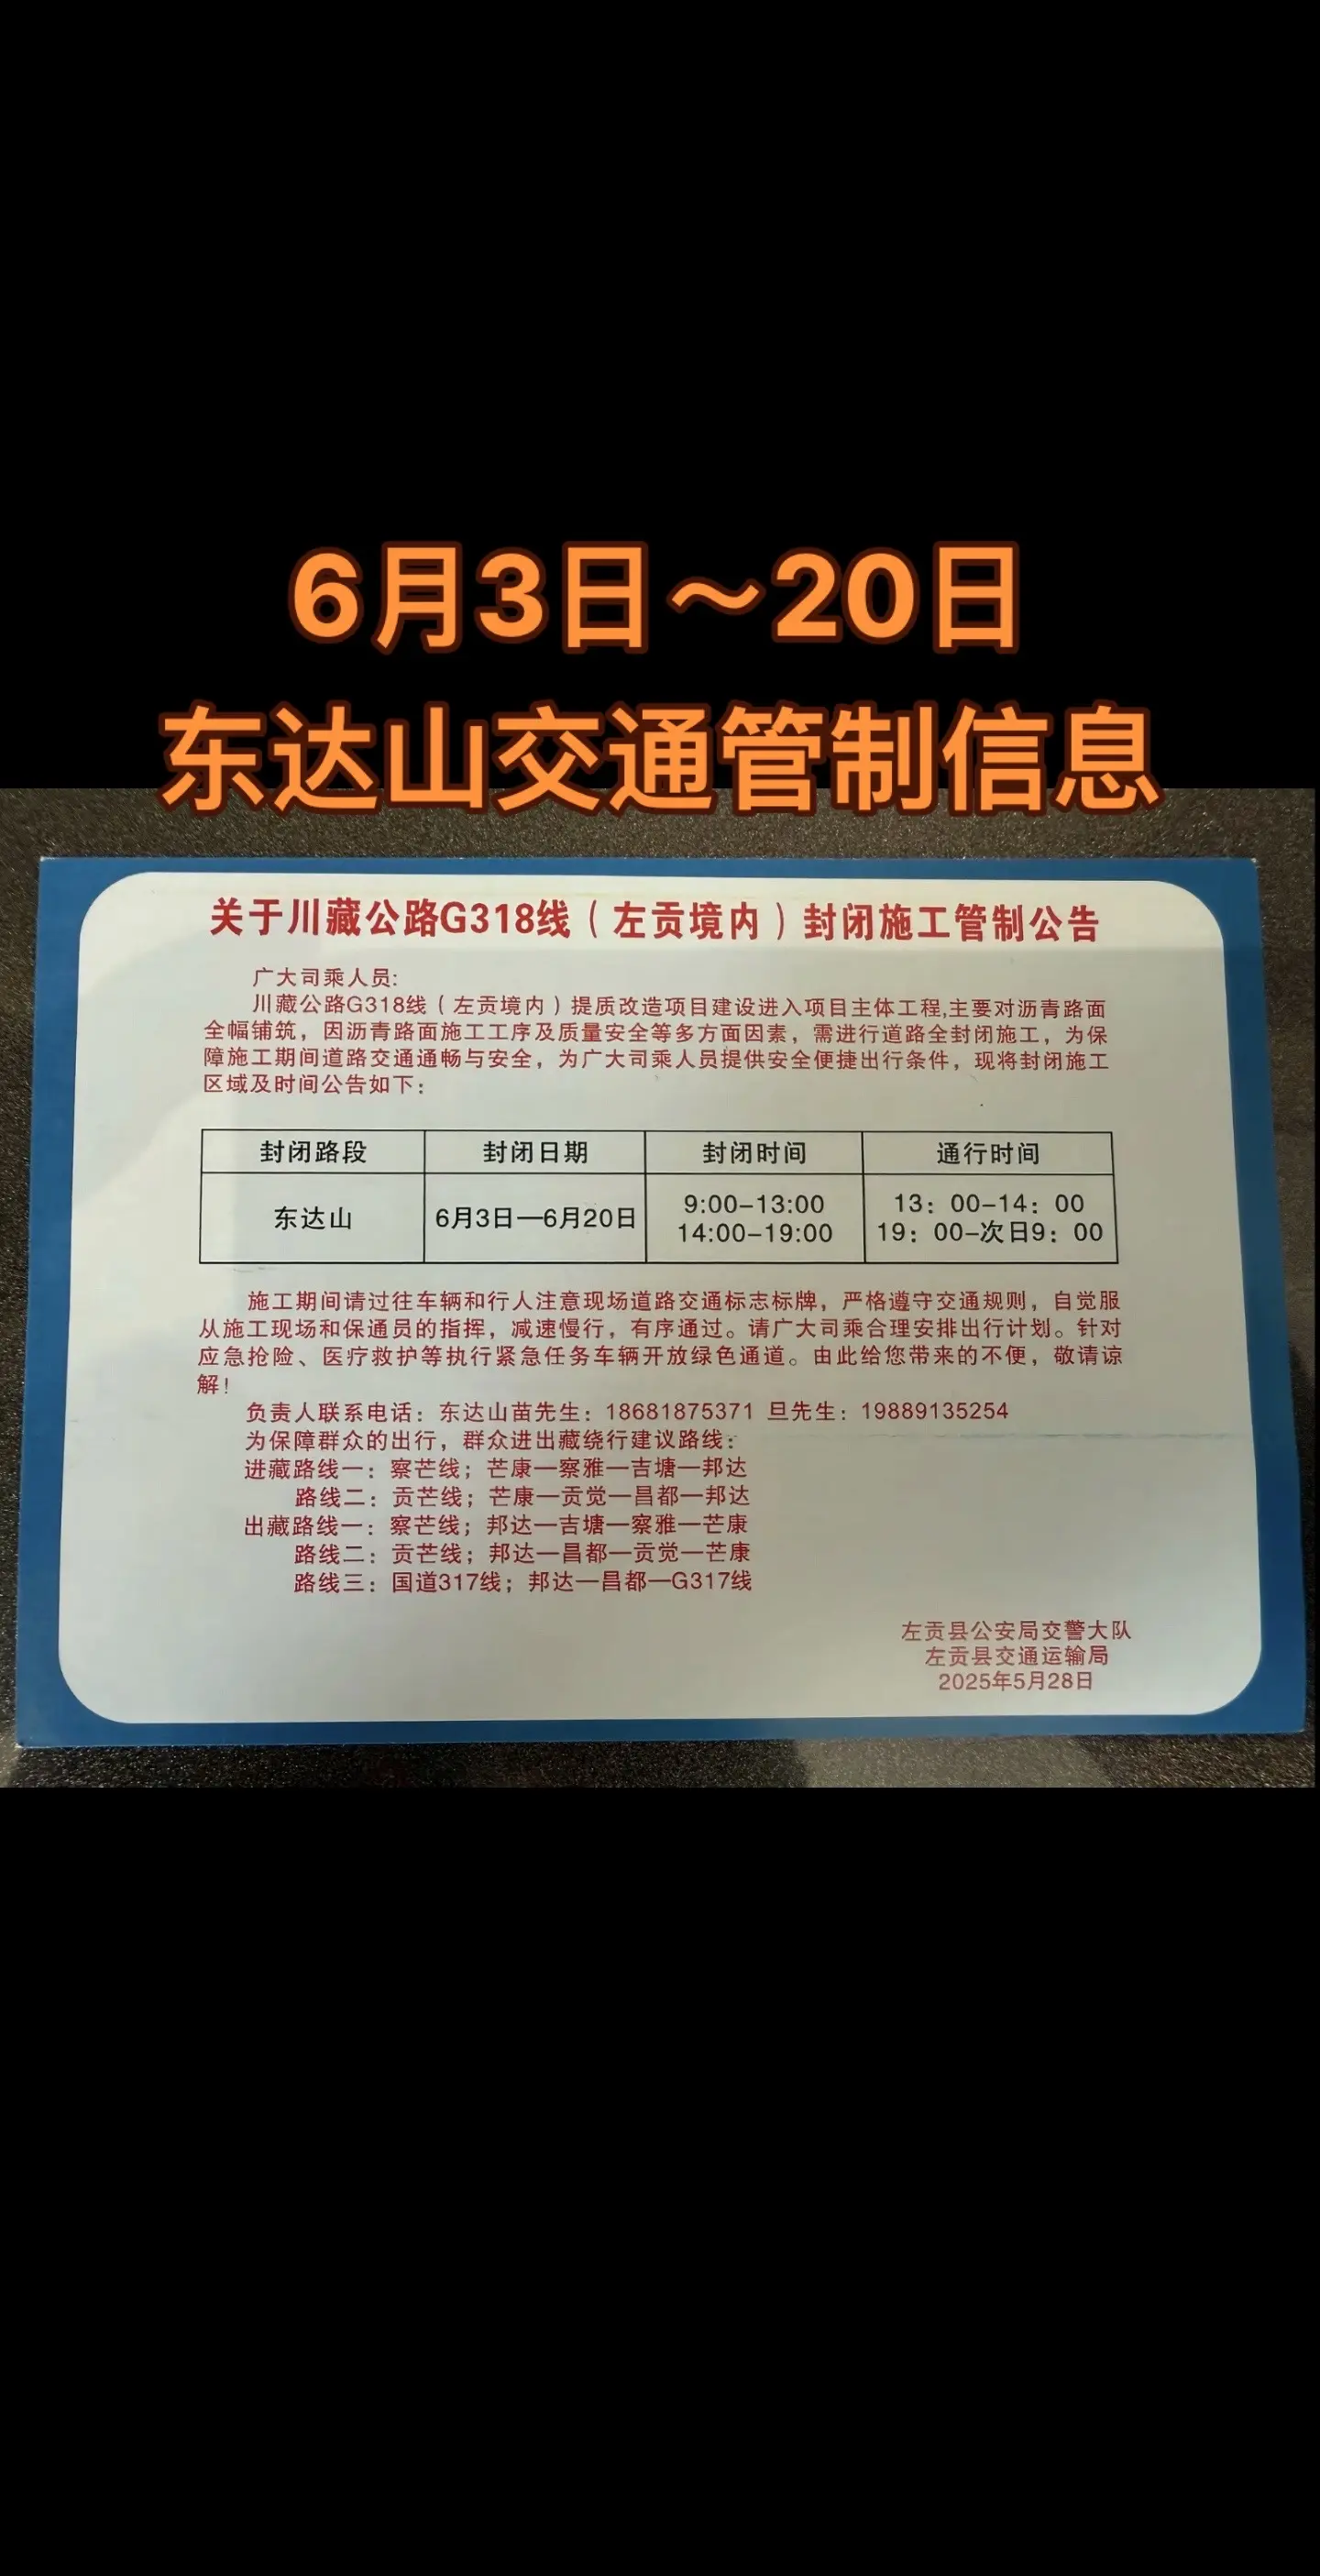 6月3日～20日
东达山交通管制信息
关于川藏公路G318线（左贡境内）封闭施工管制公告
广大司乘人员:
川藏公路G318线（左贡境内）提质改造项目建设进入项目主体工程,主要对沥青路面
全幅铺筑，因沥青路面施工工序及质量安全等多方面因素，需进行道路全封闭施工，为保
障施工期间道路交通通畅与安全，为广大司乘人员提供安全便捷出行条件，现将封闭施工
区域及时间公告如下：
封闭路段 封闭日期 封闭时间 通行时间
东达山 6月3日—6月20日 9:00-13:00 13：00-14：00
14:00-19:00 19：00-次日9：00
施工期间请过往车辆和行人注意现场道路交通标志标牌，严格遵守交通规则，自觉服
从施工现场和保通员的指挥，减速慢行，有序通过。请广大司乘合理安排出行计划。针对
应急抢险、医疗救护等执行紧急任务车辆开放绿色通道。由此给您带来的不便，敬请谅
解！
负责人联系电话：东达山苗先生：18681875371 旦先生：19889135254
为保障群众的出行，群众进出藏绕行建议路线：
进藏路线一：察芒线；芒康—察雅—吉塘—邦达
路线二：贡芒线；芒康—贡觉—昌都—邦达
出藏路线一：察芒线；邦达—吉塘—察雅—芒康
路线二：贡芒线；邦达—昌都—贡觉—芒康
路线三：国道317线；邦达—昌都—G317线
左贡县公安局交警大队
左贡县交通运输局
2025年5月28日